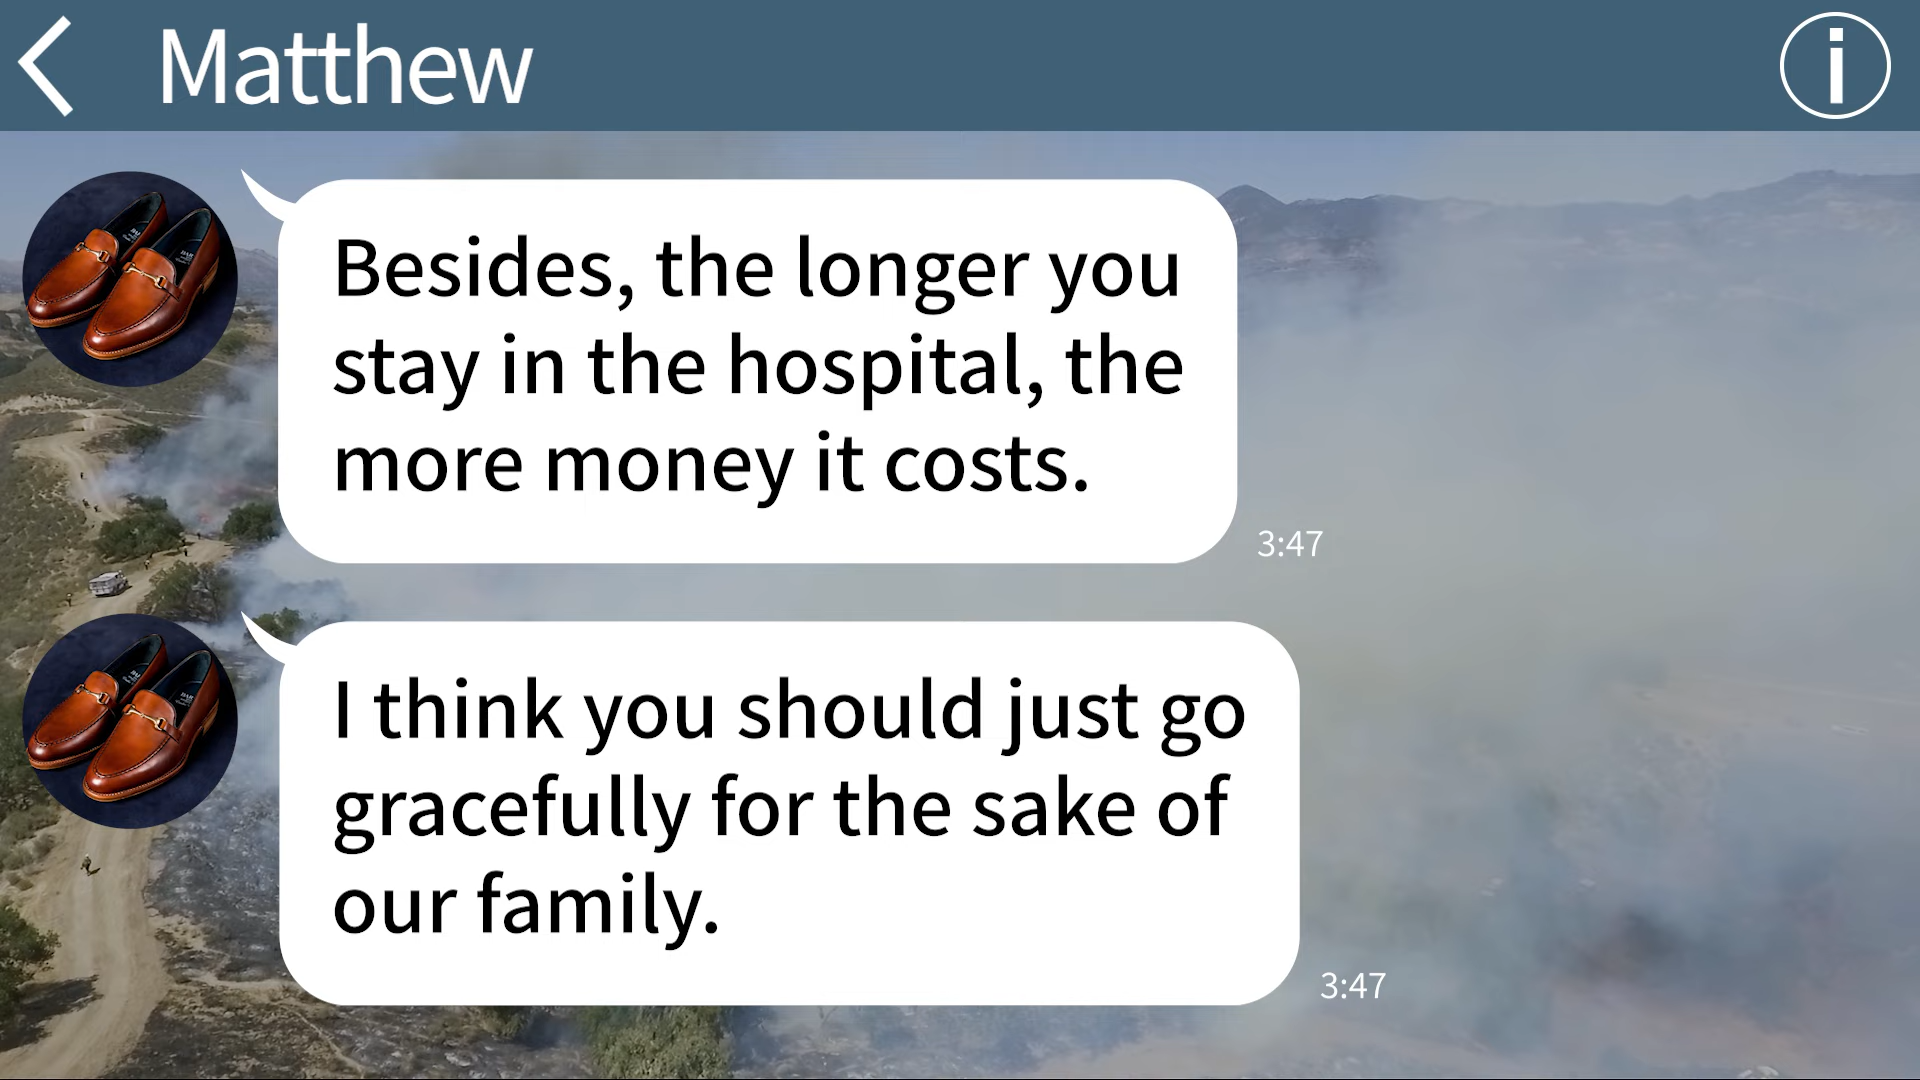 Matthew
Besides, the longer you
stay in the hospital, the
more money it costs.
3:47
I think you should just go
gracefully for the sake of
our family.
3:47